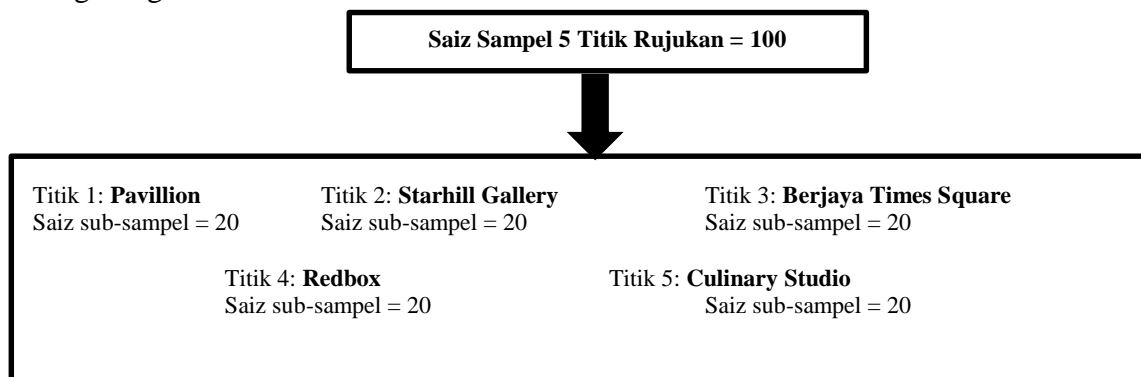 Saiz Sampel 5 Titik Rujukan = 100
Titik 1: Pavillion
Saiz sub-sampel = 20
Titik 2: Starhill Gallery
Saiz sub-sampel = 20
Titik 3: Berjaya Times Square
Saiz sub-sampel = 20
Titik 4: Redbox
Saiz sub-sampel = 20
Titik 5: Culinary Studio
Saiz sub-sampel = 20